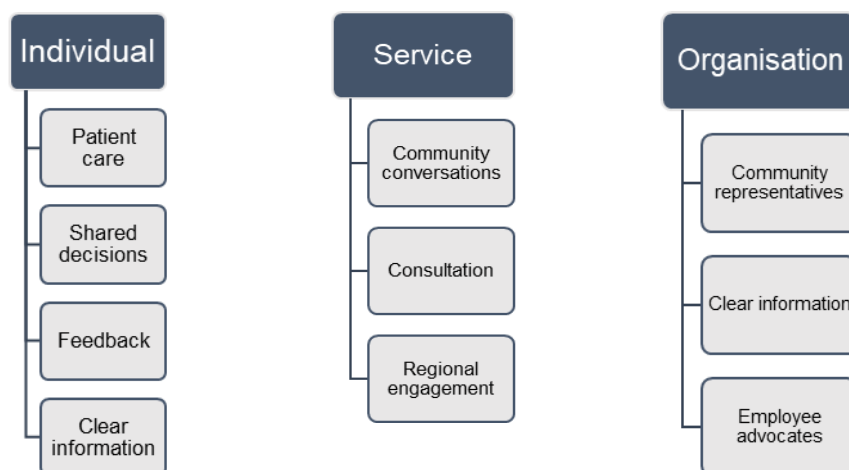 Individual
Patient
care
Shared
decisions
Feedback
Clear
information
Service
Community
conversations
Consultation
Regional
engagement
Organisation
Community
representatives
Clear information
Employee
advocates